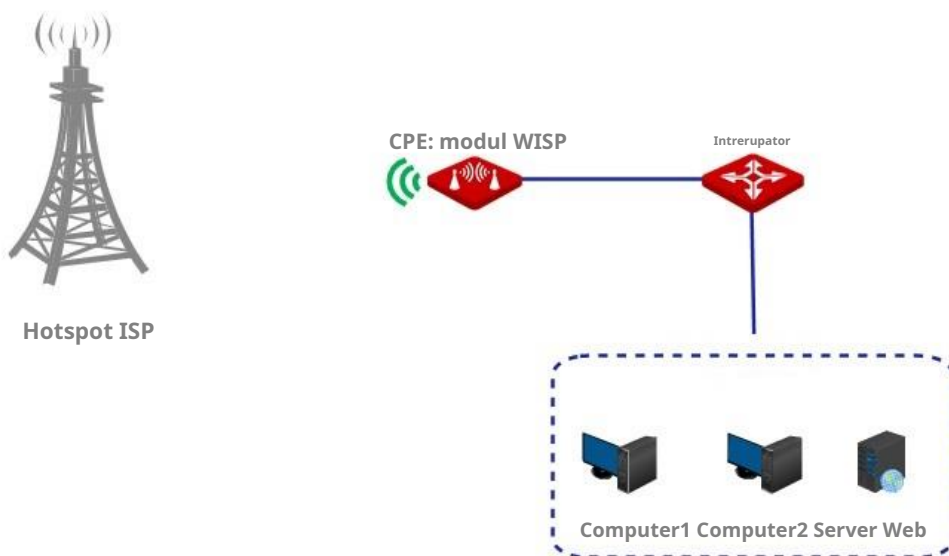 CPE: modul WISP
Intrerupator
Hotspot ISP
Computer1 Computer2 Server Web